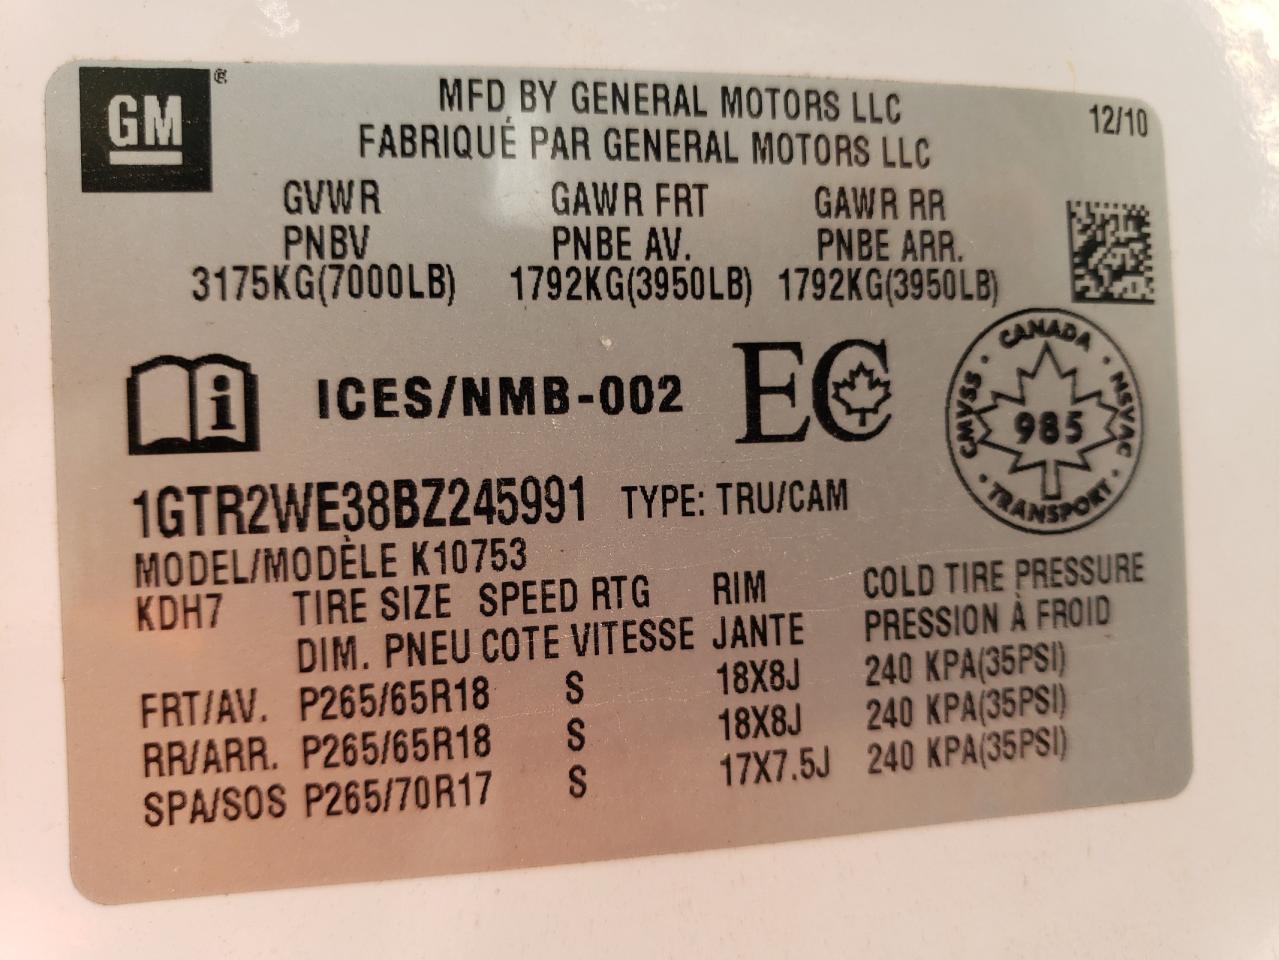 GM ®
MFD BY GENERAL MOTORS LLC
FABRIQUÉ PAR GENERAL MOTORS LLC
12/10
GVWR GAWR FRT GAWR RR
PNBV PNBE AV. PNBE ARR.
3175KG(7000LB) 1792KG(3950LB) 1792KG(3950LB)
i ICES/NMB-002 EC
CANADA
CMVSS 985 NSVAC
TRANSPORT
1GTR2WE38BZ245991 TYPE: TRU/CAM
MODEL/MODÈLE K10753
KDH7 TIRE SIZE SPEED RTG RIM COLD TIRE PRESSURE
DIM. PNEU COTE VITESSE JANTE PRESSION À FROID
FRT/AV. P265/65R18 S 18X8J 240 KPA(35PSI)
RR/ARR. P265/65R18 S 18X8J 240 KPA(35PSI)
SPA/SOS P265/70R17 S 17X7.5J 240 KPA(35PSI)